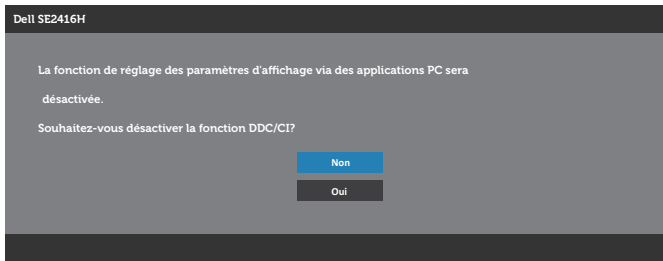 Dell SE2416H
La fonction de réglage des paramètres d'affichage via des applications PC sera
désactivée.
Souhaitez-vous désactiver la fonction DDC/CI?
Non
Oui